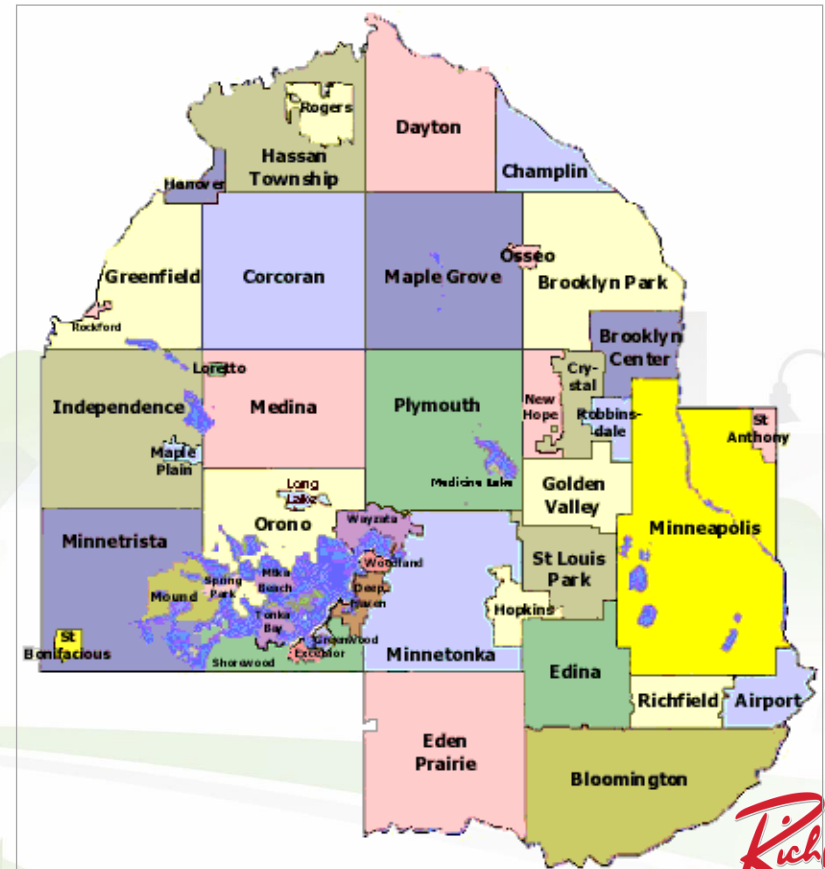 Rogers
Dayton
Hassan
Township
Champlin
Hanover
Greenfield
Corcoran
Maple Grove
Osseo
Brooklyn Park
Rockford
Brooklyn
Center
Loretto
Cry-
stal
Independence
Medina
Plymouth
New
Hope
Robbins-
dale
St
Anthony
Maple
Plain
Medicine Lake
Long
Lake
Golden
Valley
Orono
Wayzata
Minneapolis
Minnetrista
Woodland
St Louis
Park
Spring
Park
Mtka
Beach
Deep
Haven
Mound
Hopkins
Tonka
Bay
Greenwood
St
Bonifacious
Excelsior
Shorewood
Minnetonka
Edina
Richfield
Airport
Eden
Prairie
Bloomington
Rich